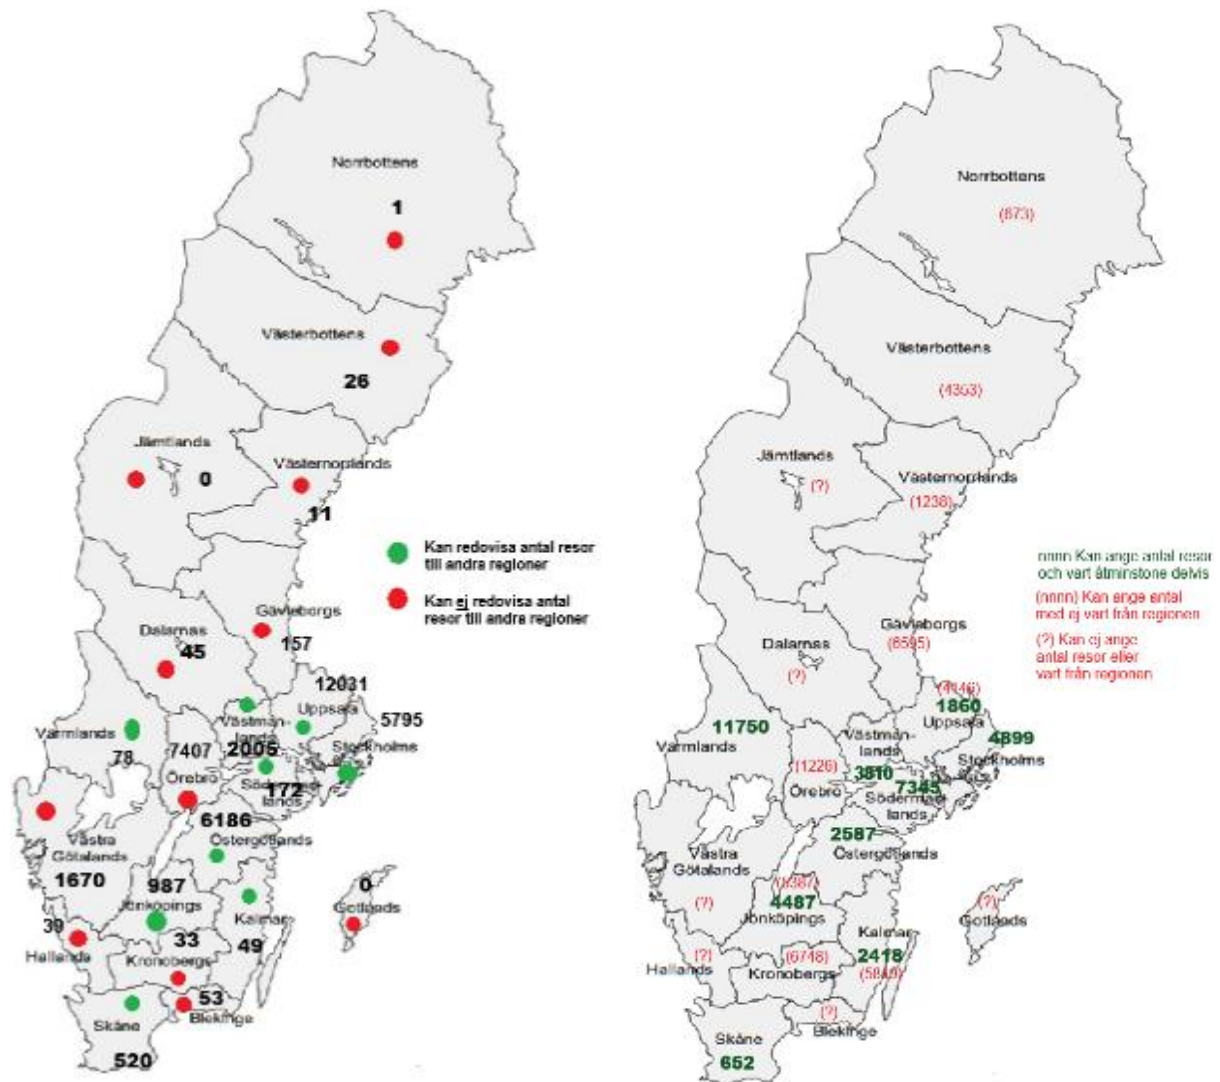 Norrbottens
1
Västerbottens
26
Jämtlands
0
Västernorrlands
11
Kan redovisa antal resor
till andra regioner
Kan ej redovisa antal
resor till andra regioner
Gävleborgs
157
Dalarnas
45
12031
Uppsala
5795
Stockholms
Västman-
lands
2005
Värmlands
78
7407
Örebro
Söderman-
lands
172
6186
Östergötlands
Västra
Götalands
1670
987
Jönköpings
0
Gotlands
39
Hallands
33
Kronobergs
Kalmar
49
53
Blekinge
Skåne
520
Norrbottens
(673)
Västerbottens
(4353)
Jämtlands
(?)
Västernorrlands
(1238)
nnnn Kan ange antal resor
och vart åtminstone delvis
(nnnn) Kan ange antal
med ej vart från regionen
(?) Kan ej ange
antal resor eller
vart från regionen
Gävleborgs
(6595)
Dalarnas
(?)
(4146)
1860
Uppsala
11750
Värmlands
Västman-
lands
3810
4899
Stockholms
(1226)
Örebro
7345
Söderman-
lands
2587
Östergötlands
Västra
Götalands
(?)
4487
Jönköpings
(?)
Gotlands
Kalmar
2418
(?)
Hallands
(6748)
Kronobergs
(?)
Blekinge
Skåne
652